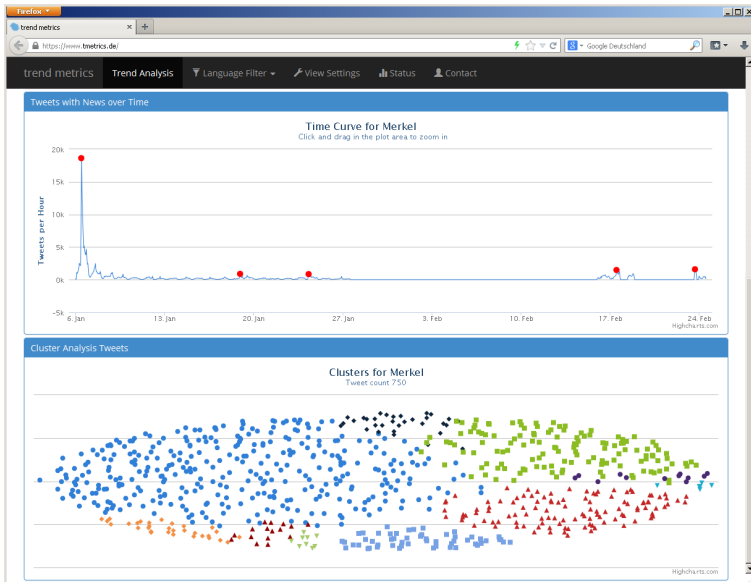 Firefox
trend metrics
https://www.tmetrics.de/
Google Deutschland
trend metrics Trend Analysis Language Filter View Settings Status Contact
Tweets with News over Time
Time Curve for Merkel
Click and drag in the plot area to zoom in
20k
15k
10k
5k
0k
-5k
Tweets per Hour
6. Jan 13. Jan 20. Jan 27. Jan 3. Feb 10. Feb 17. Feb 24. Feb
Highcharts.com
Cluster Analysis Tweets
Clusters for Merkel
Tweet count 750
Highcharts.com